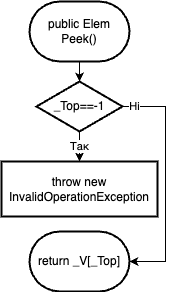 public Elem
Peek()
_Top==-1
Ні
Так
throw new
InvalidOperationException
return _V[_Top]